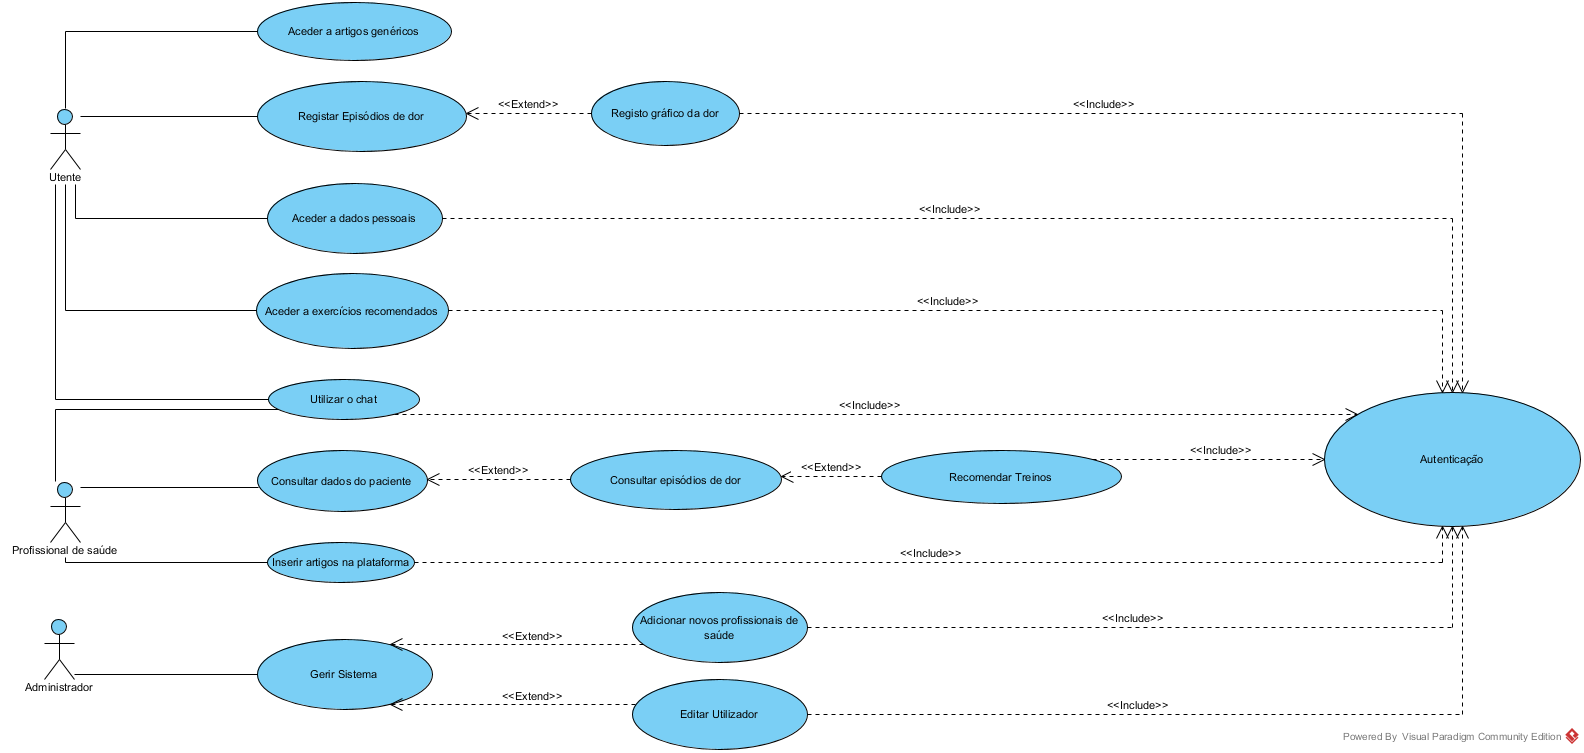 Aceder a artigos genéricos
Registar Episódios de dor
<<Extend>>
Registo gráfico da dor
<<Include>>
Utente
Aceder a dados pessoais
<<Include>>
Aceder a exercícios recomendados
<<Include>>
Utilizar o chat
<<Include>>
Consultar dados do paciente
<<Extend>>
Consultar episódios de dor
<<Extend>>
Recomendar Treinos
<<Include>>
Autenticação
Profissional de saúde
Inserir artigos na plataforma
<<Include>>
Adicionar novos profissionais de
saúde
<<Include>>
<<Extend>>
Administrador
Gerir Sistema
<<Extend>>
Editar Utilizador
<<Include>>
Powered By Visual Paradigm Community Edition